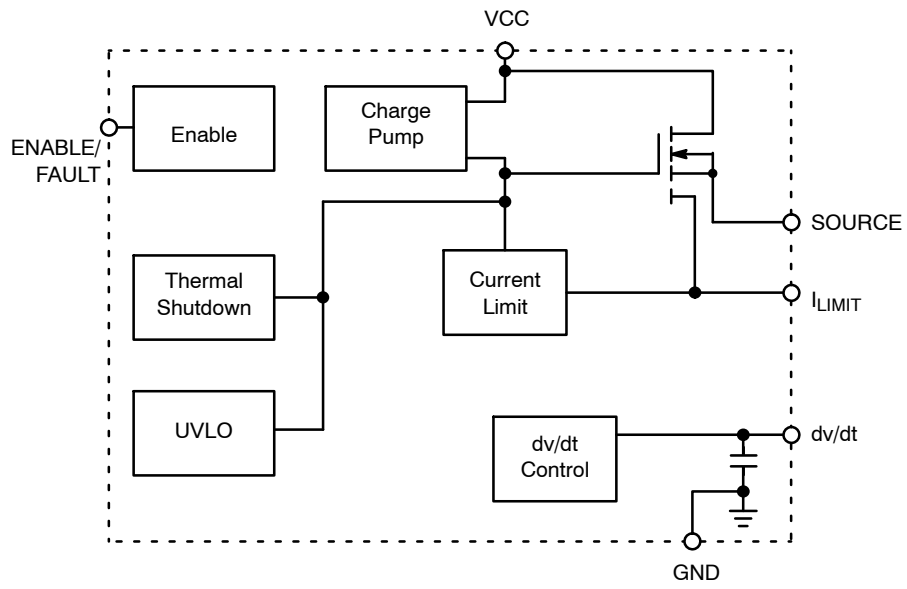 VCC
Charge
Pump
Enable
ENABLE/
FAULT
SOURCE
Thermal
Shutdown
Current
Limit
ILIMIT
UVLO
dv/dt
Control
dv/dt
GND